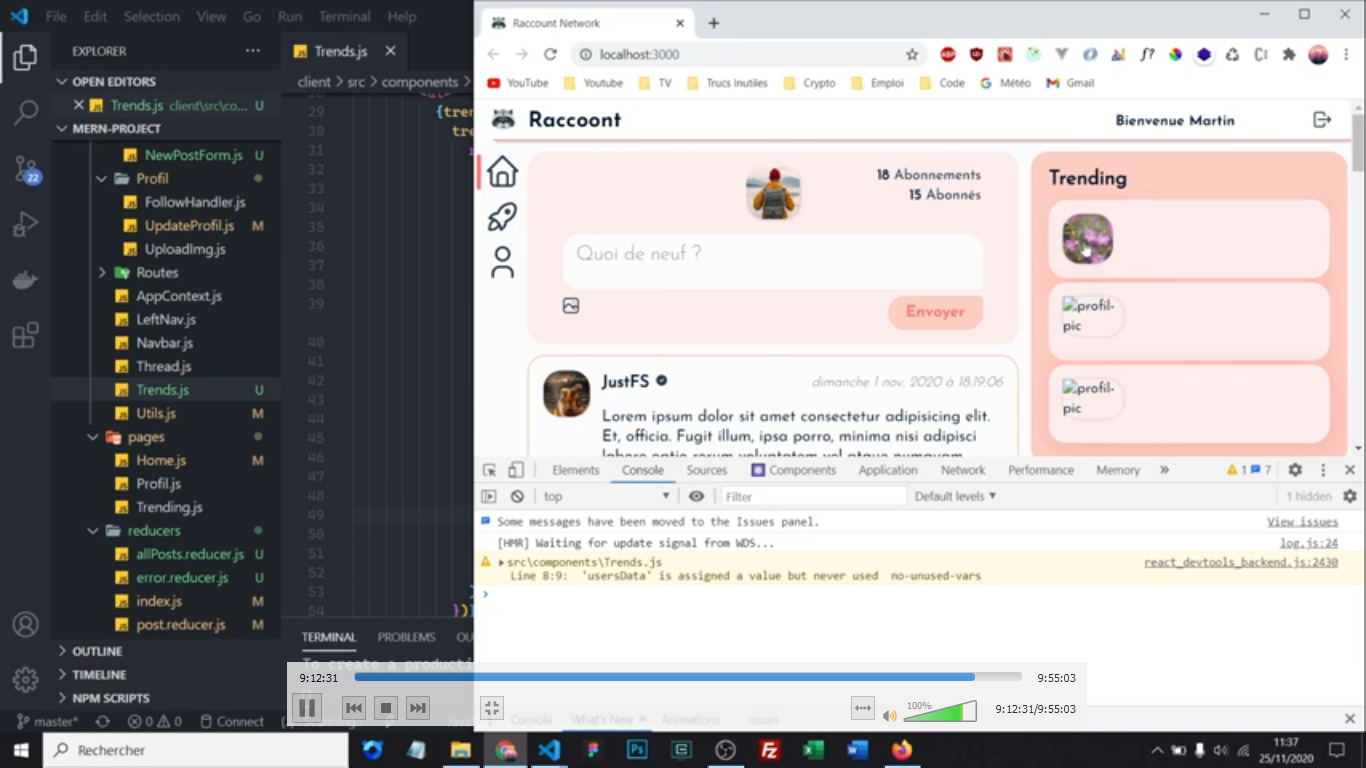 File Edit Selection View Go Run Terminal Help
EXPLORER
OPEN EDITORS
Trends.js client\src\co... U
MERN-PROJECT
NewPostForm.js U
Profil
FollowHandler.js
UpdateProfil.js M
UploadImg.js
Routes
AppContext.js
LeftNav.js
Navbar.js
Thread.js
Trends.js U
Utils.js M
pages
Home.js M
Profil.js
Trending.js
reducers
allPosts.reducer.js U
error.reducer.js U
index.js M
post.reducer.js M
OUTLINE
TIMELINE
NPM SCRIPTS
22
Trends.js
client > src > components >
29 {tren
30 tre
31
32
33
34
35
36
37
38
39
40
41
42
43
44
45
46
47
48
49
50
51
52
53
54 })}
TERMINAL PROBLEMS OU
To create a producti
Raccount Network
localhost:3000
YouTube Youtube TV Trucs Inutiles Crypto Emploi Code Météo Gmail
Raccoont
Bienvenue Martin
18 Abonnements
15 Abonnés
Quoi de neuf ?
Envoyer
Trending
profil-
pic
profil-
pic
JustFS
dimanche 1 nov. 2020 à 18:19:06
Lorem ipsum dolor sit amet consectetur adipisicing elit.
Et, officia. Fugit illum, ipsa porro, minima nisi adipisci
labore optio rerum voluptatem vel atque numquam
Elements Console Sources Components Application Network Performance Memory 1 7
top Filter Default levels 1 hidden
Some messages have been moved to the Issues panel. View issues
[HMR] Waiting for update signal from WDS... log.js:24
src\components\Trends.js react_devtools_backend.js:2430
Line 8:9: 'usersData' is assigned a value but never used no-unused-vars
9:12:31 9:55:03
100%
9:12:31/9:55:03
Console What's New Animations Issues
master* 0 0 Connect
Rechercher
11:37
25/11/2020